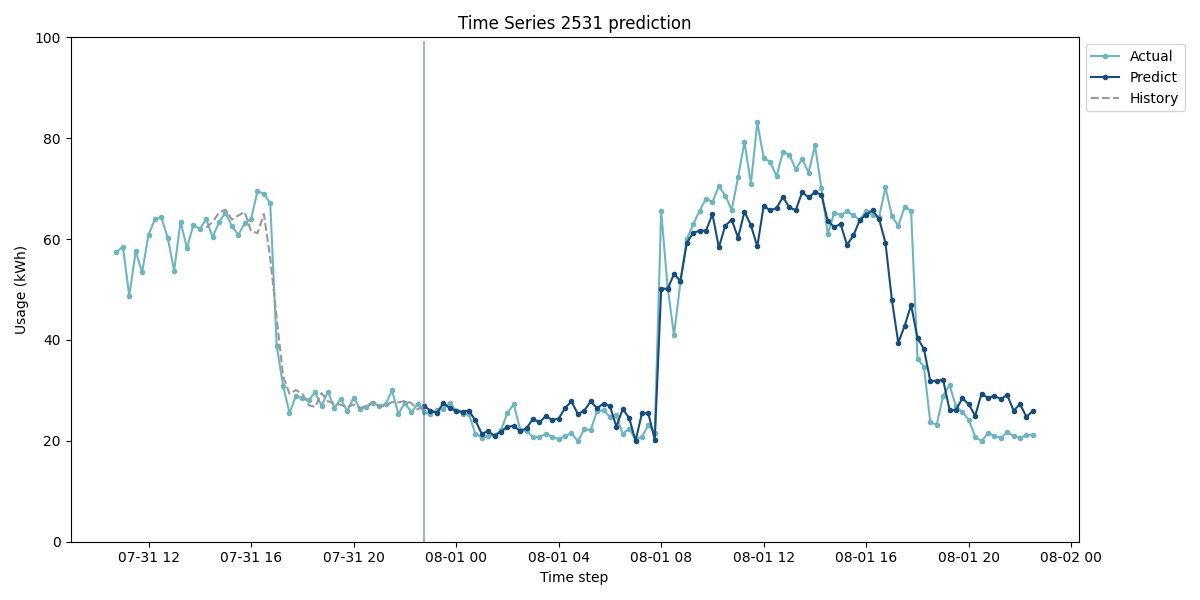 Time Series 2531 prediction
Usage (kWh)
100
80
60
40
20
0
07-31 12
07-31 16
07-31 20
08-01 00
08-01 04
08-01 08
08-01 12
08-01 16
08-01 20
08-02 00
Time step
Actual
Predict
History